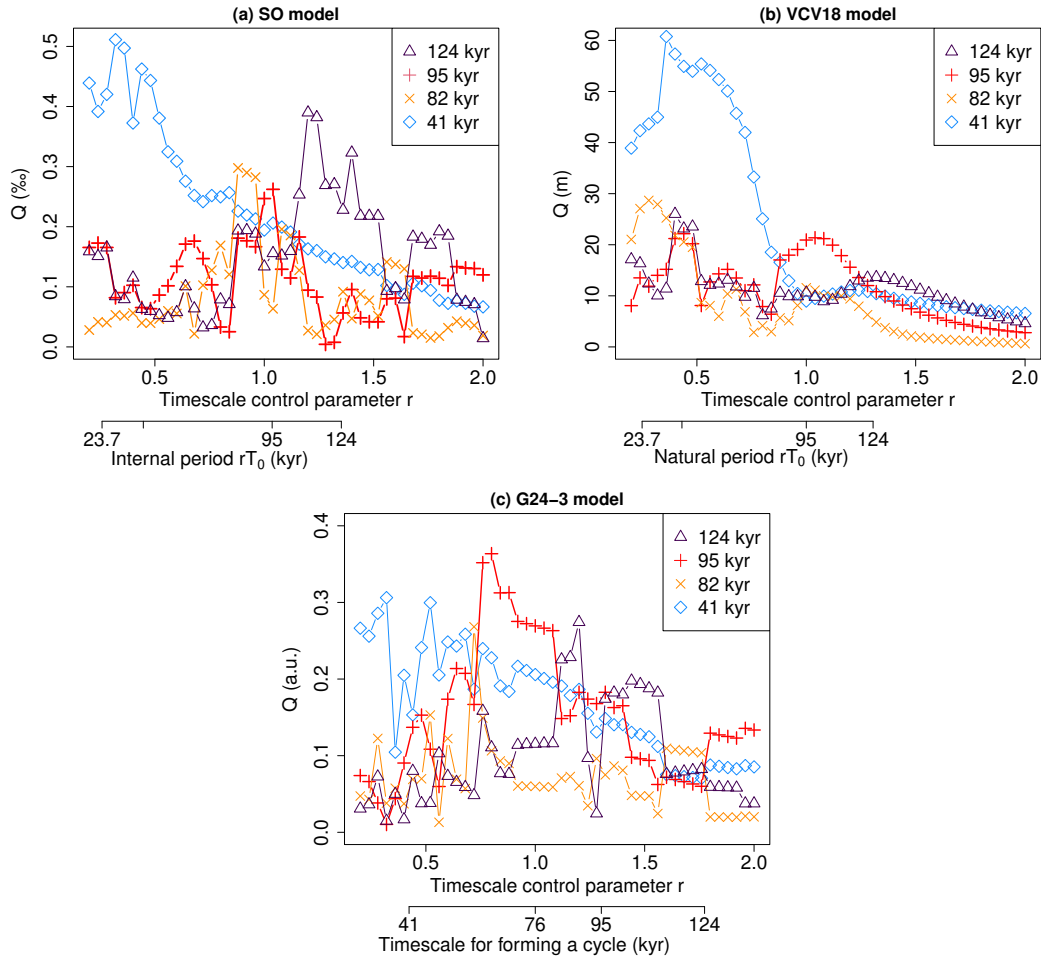 (a) SO model
124 kyr
95 kyr
82 kyr
41 kyr
Q (‰)
0.0 0.1 0.2 0.3 0.4 0.5
0.5 1.0 1.5 2.0
Timescale control parameter r
23.7 95 124
Internal period rT0 (kyr)
(b) VCV18 model
124 kyr
95 kyr
82 kyr
41 kyr
Q (m)
0 10 20 30 40 50 60
0.5 1.0 1.5 2.0
Timescale control parameter r
23.7 95 124
Natural period rT0 (kyr)
(c) G24−3 model
124 kyr
95 kyr
82 kyr
41 kyr
Q (a.u.)
0.0 0.1 0.2 0.3 0.4
0.5 1.0 1.5 2.0
Timescale control parameter r
41 76 95 124
Timescale for forming a cycle (kyr)